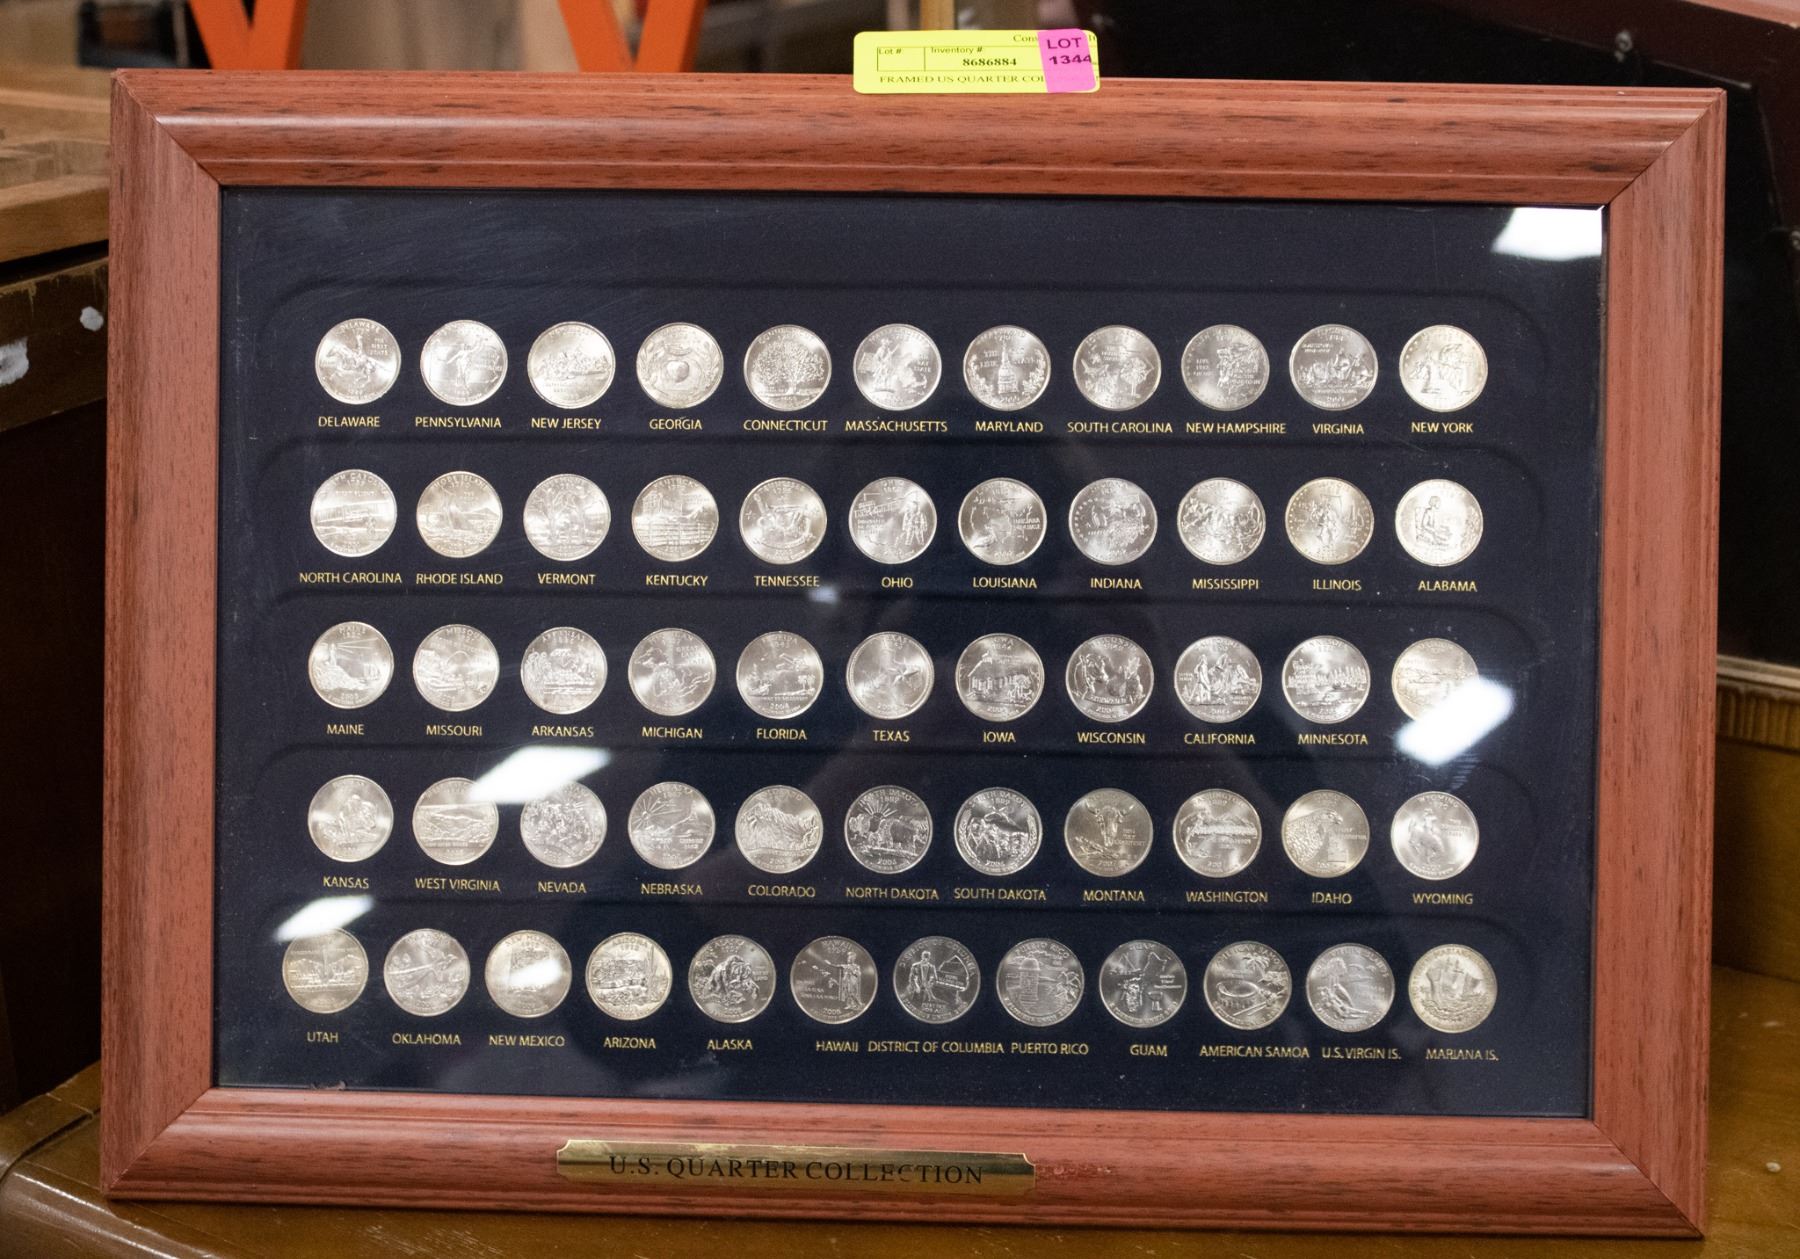 Lot #
Inventory #
8686884
LOT
1344
FRAMED US QUARTER
DELAWARE PENNSYLVANIA NEW JERSEY GEORGIA CONNECTICUT MASSACHUSETTS MARYLAND SOUTH CAROLINA NEW HAMPSHIRE VIRGINIA NEW YORK
NORTH CAROLINA RHODE ISLAND VERMONT KENTUCKY TENNESSEE OHIO LOUISIANA INDIANA MISSISSIPPI ILLINOIS ALABAMA
MAINE MISSOURI ARKANSAS MICHIGAN FLORIDA TEXAS IOWA WISCONSIN CALIFORNIA MINNESOTA
KANSAS WEST VIRGINIA NEVADA NEBRASKA COLORADO NORTH DAKOTA SOUTH DAKOTA MONTANA WASHINGTON IDAHO WYOMING
UTAH OKLAHOMA NEW MEXICO ARIZONA ALASKA HAWAII DISTRICT OF COLUMBIA PUERTO RICO GUAM AMERICAN SAMOA U.S. VIRGIN IS. MARIANA IS.
U.S. QUARTER COLLECTION